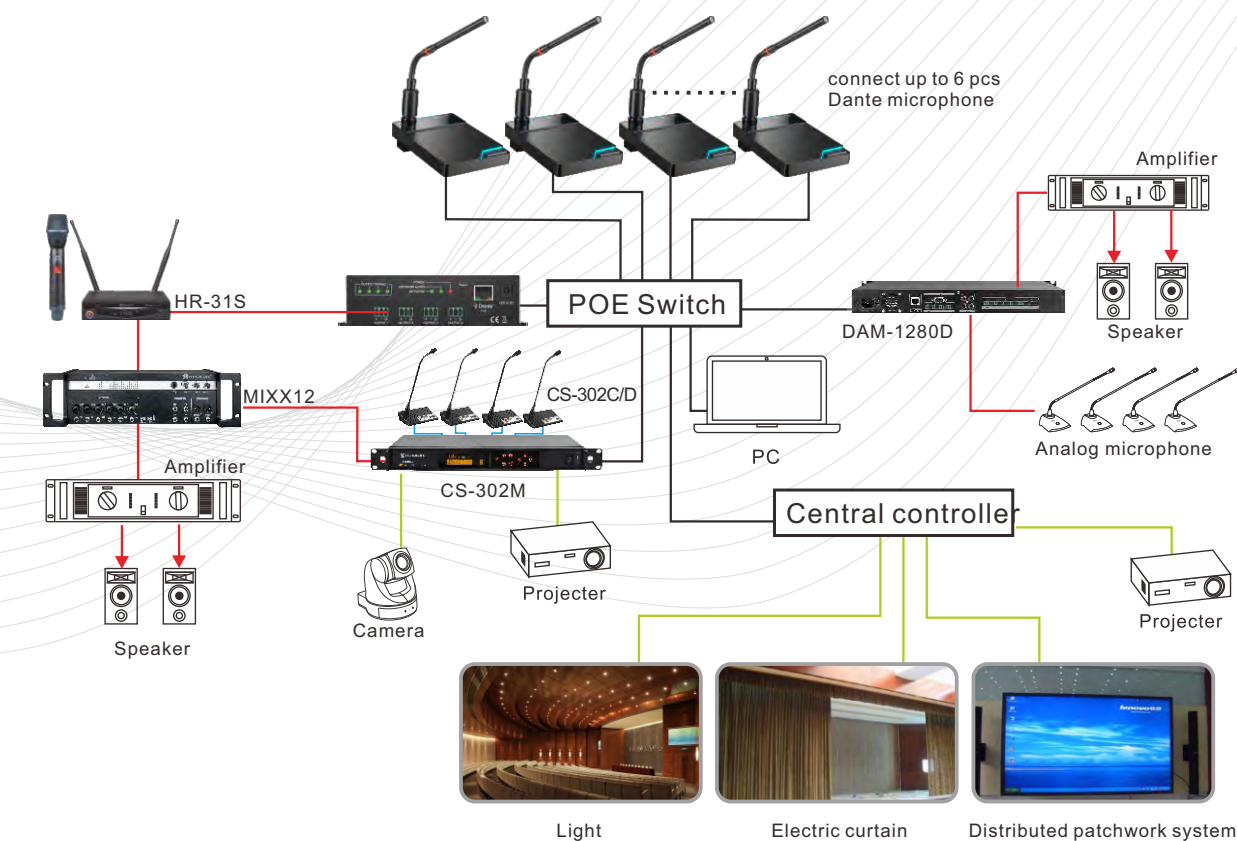 connect up to 6 pcs
Dante microphone
Amplifier
HR-31S
POE Switch
DAM-1280D
Speaker
MIXX12
CS-302C/D
PC
Analog microphone
Amplifier
CS-302M
Central controller
Projecter
Camera
Projecter
Speaker
Light
Electric curtain
Distributed patchwork system